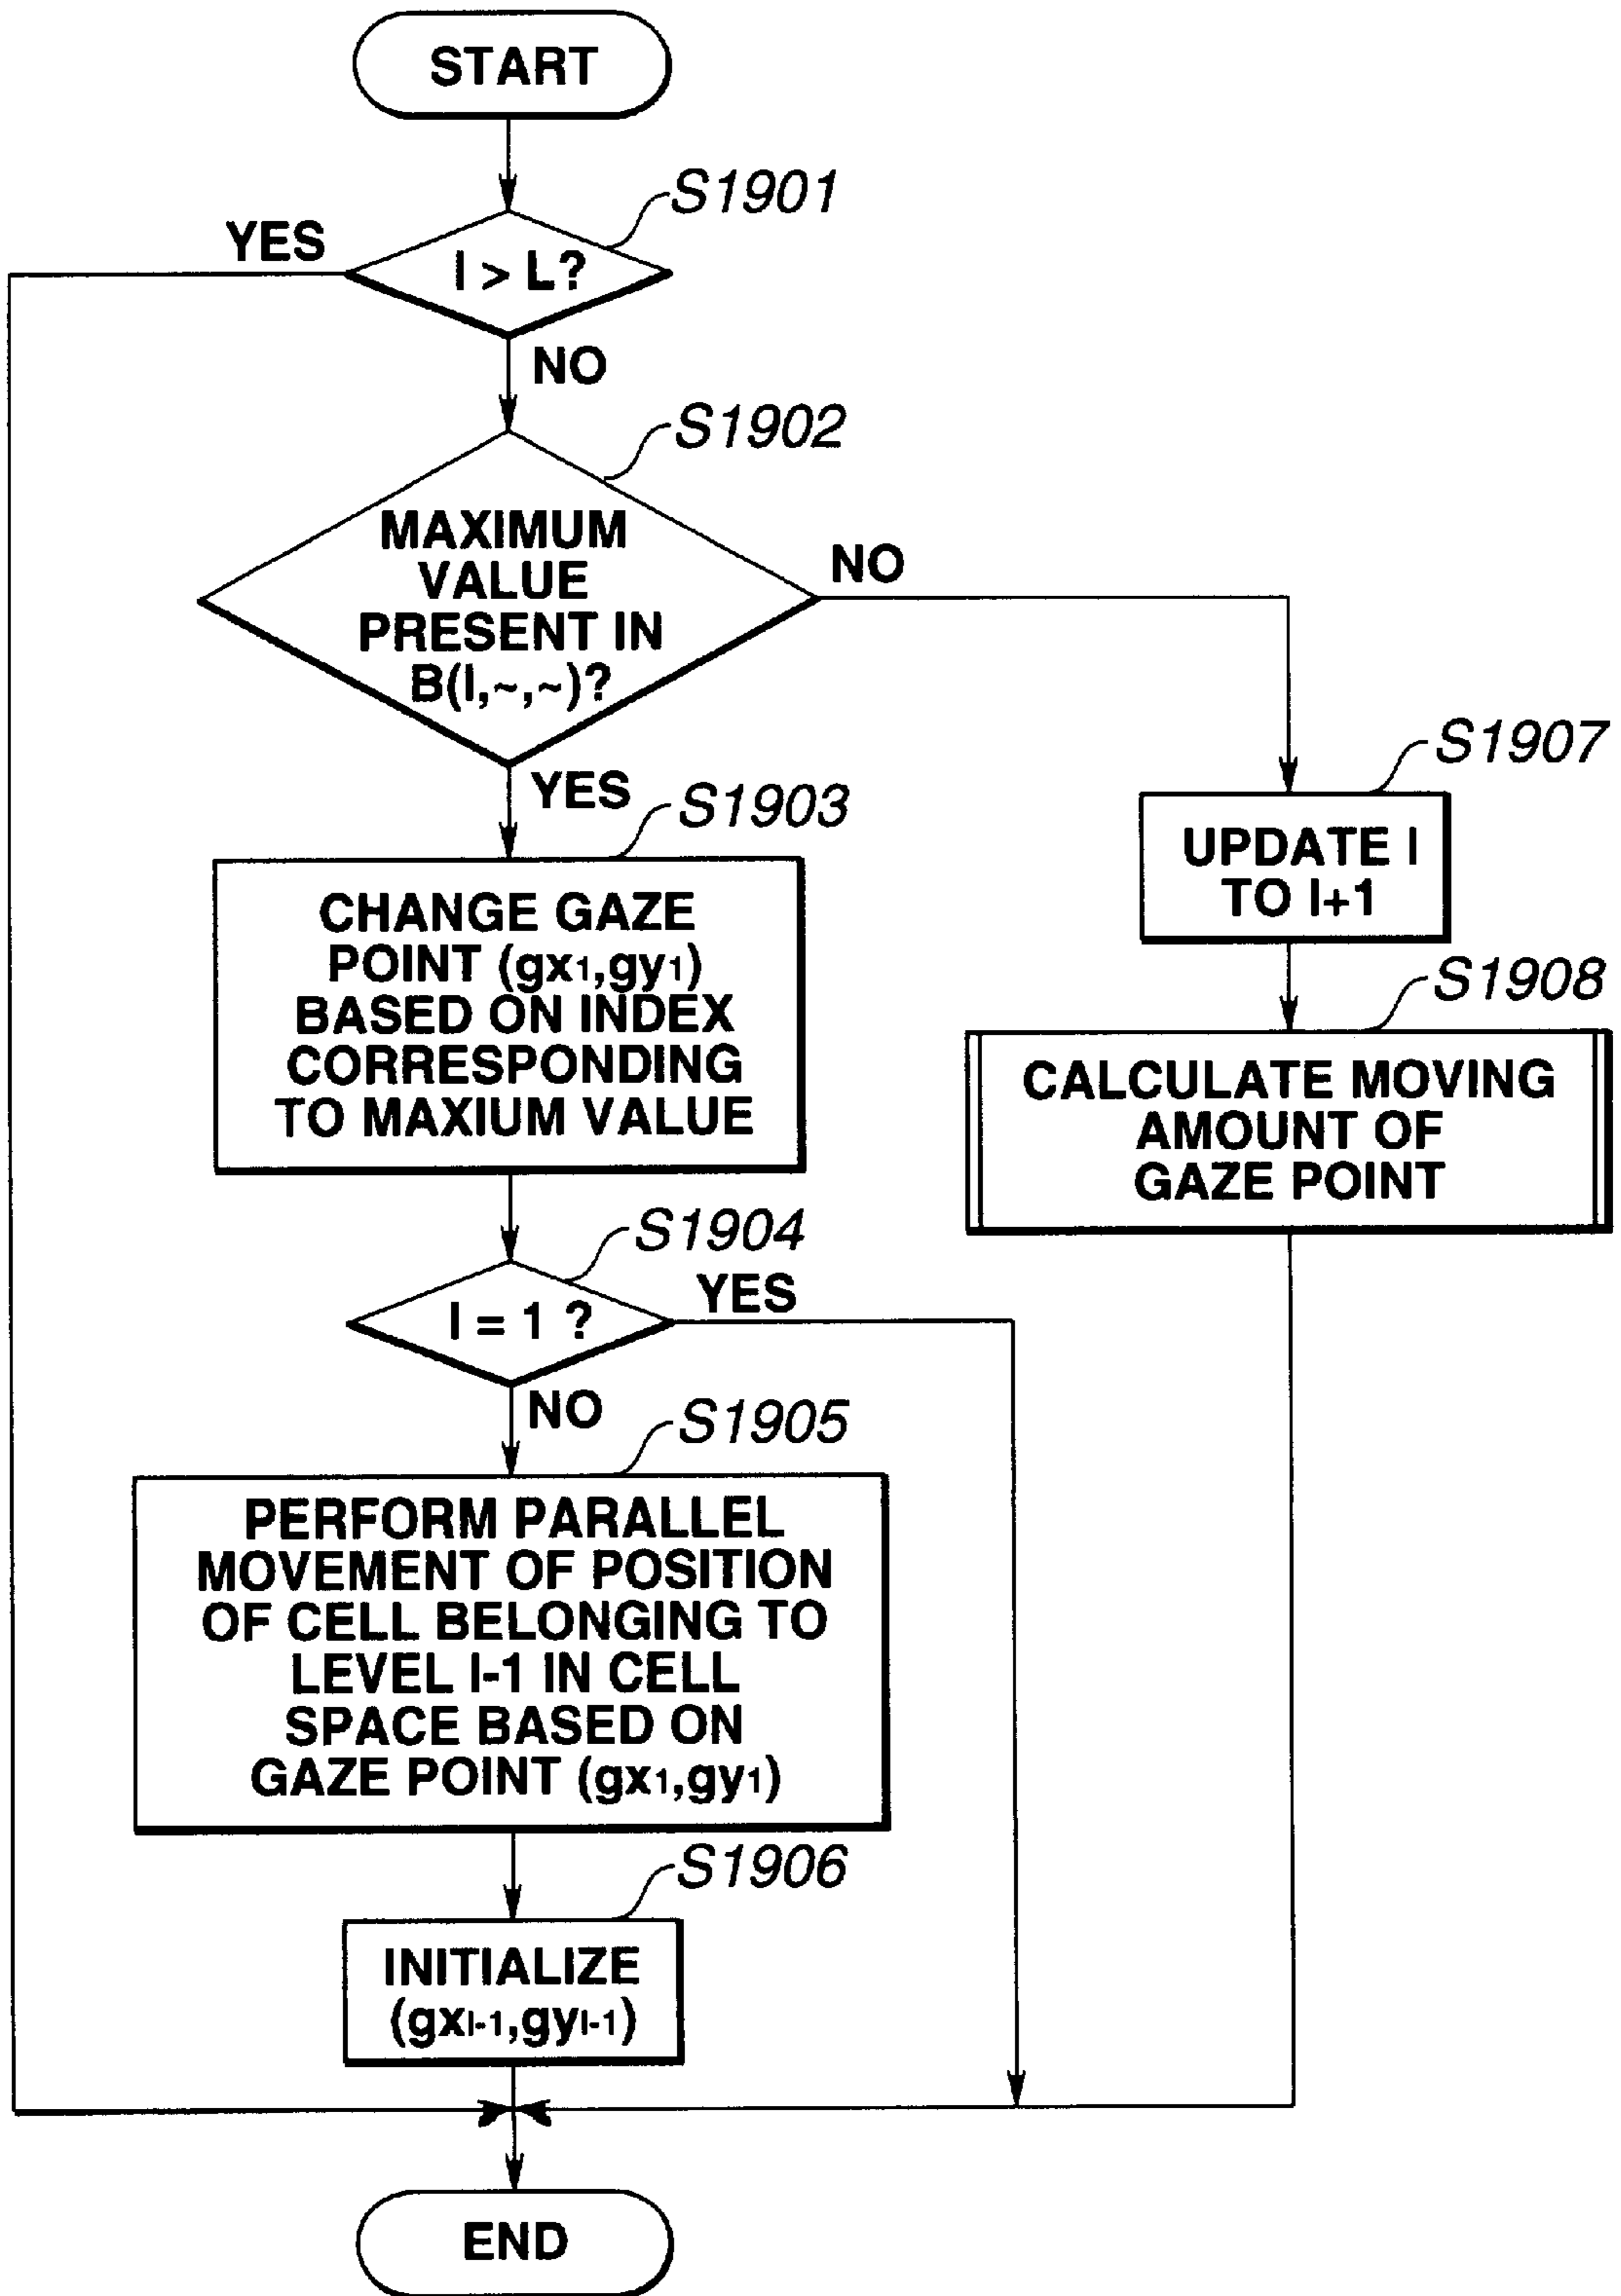 START
S1901
YES
l > L?
NO
S1902
MAXIMUM
VALUE
PRESENT IN
B(l,~,~)?
NO
YES
S1903
CHANGE GAZE
POINT (gx1,gy1)
BASED ON INDEX
CORRESPONDING
TO MAXIUM VALUE
S1907
UPDATE l
TO l+1
S1908
CALCULATE MOVING
AMOUNT OF
GAZE POINT
S1904
l = 1 ?
YES
NO
S1905
PERFORM PARALLEL
MOVEMENT OF POSITION
OF CELL BELONGING TO
LEVEL l-1 IN CELL
SPACE BASED ON
GAZE POINT (gx1,gy1)
S1906
INITIALIZE
(gxl-1,gyl-1)
END